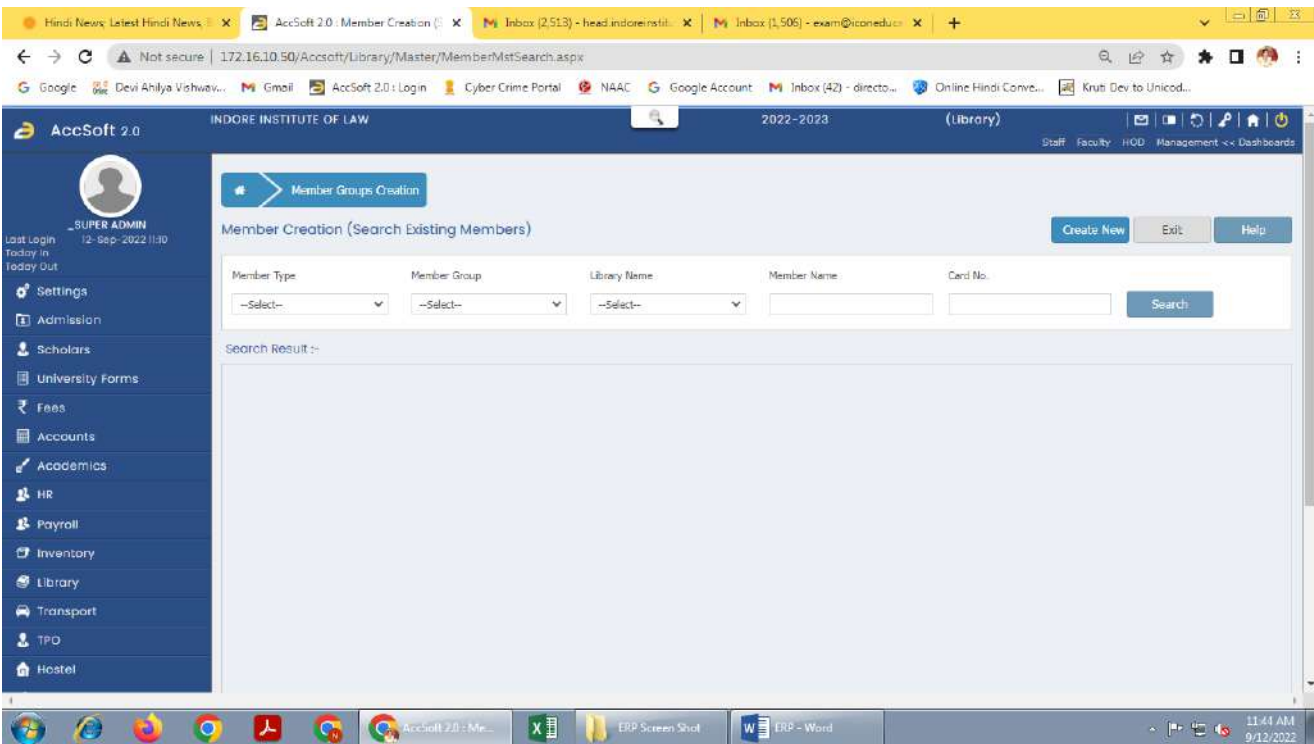 Hindi News; Latest Hindi News,
AccSoft 2.0 : Member Creation (S
Inbox (2,513) - head.indoreinstit
Inbox (1,506) - exam@iconeduca
Not secure | 172.16.10.50/Accsoft/Library/Master/MemberMstSearch.aspx
Google
Devi Ahilya Vishwav...
Gmail
AccSoft 2.0 : Login
Cyber Crime Portal
NAAC
Google Account
Inbox (42) - directo...
Online Hindi Conve...
Kruti Dev to Unicod...
AccSoft 2.0
INDORE INSTITUTE OF LAW
2022-2023
(Library)
Staff Faculty HOD Management << Dashboards
_SUPER ADMIN
Last Login 12-Sep-2022 11:10
Today In
Today Out
Settings
Admission
Scholars
University Forms
Fees
Accounts
Academics
HR
Payroll
Inventory
Library
Transport
TPO
Hostel
Member Groups Creation
Member Creation (Search Existing Members)
Create New
Exit
Help
Member Type
Member Group
Library Name
Member Name
Card No.
--Select--
--Select--
--Select--
Search
Search Result :-
AccSoft 2.0 : Me...
ERP Screen Shot
ERP - Word
11:44 AM
9/12/2022